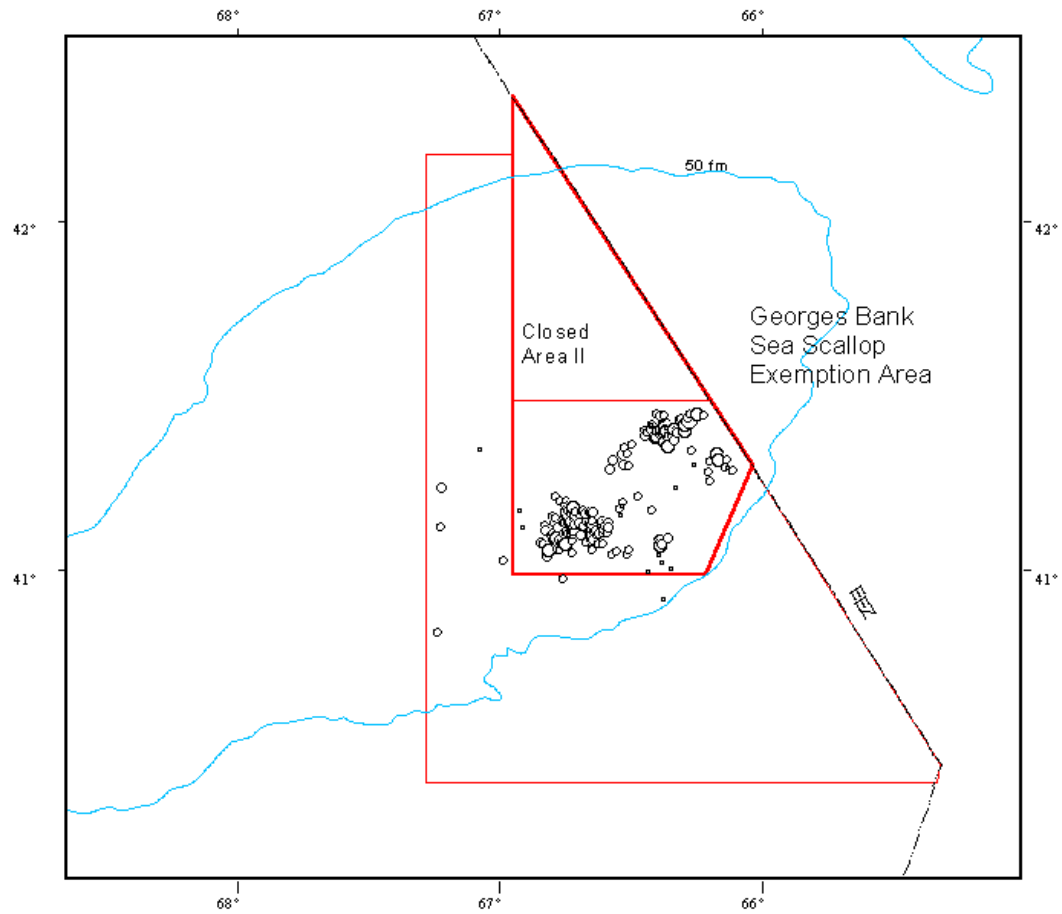 68° 67° 66°
50 fm
42° 42°
Georges Bank
Sea Scallop
Exemption Area
Closed
Area II
41° 41°
EEZ
68° 67° 66°